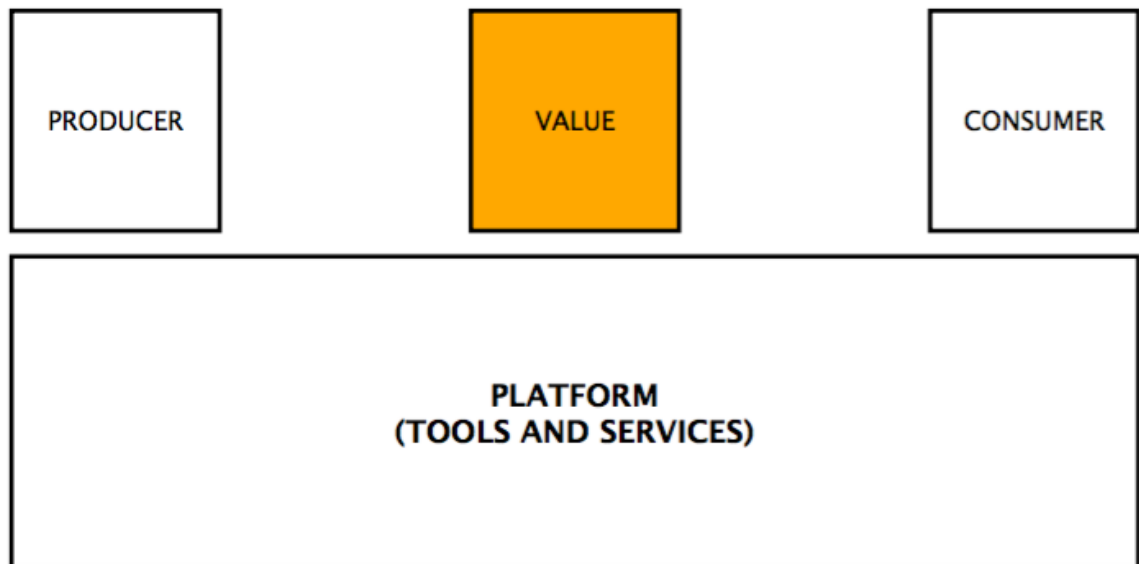 PRODUCER
VALUE
CONSUMER
PLATFORM
(TOOLS AND SERVICES)